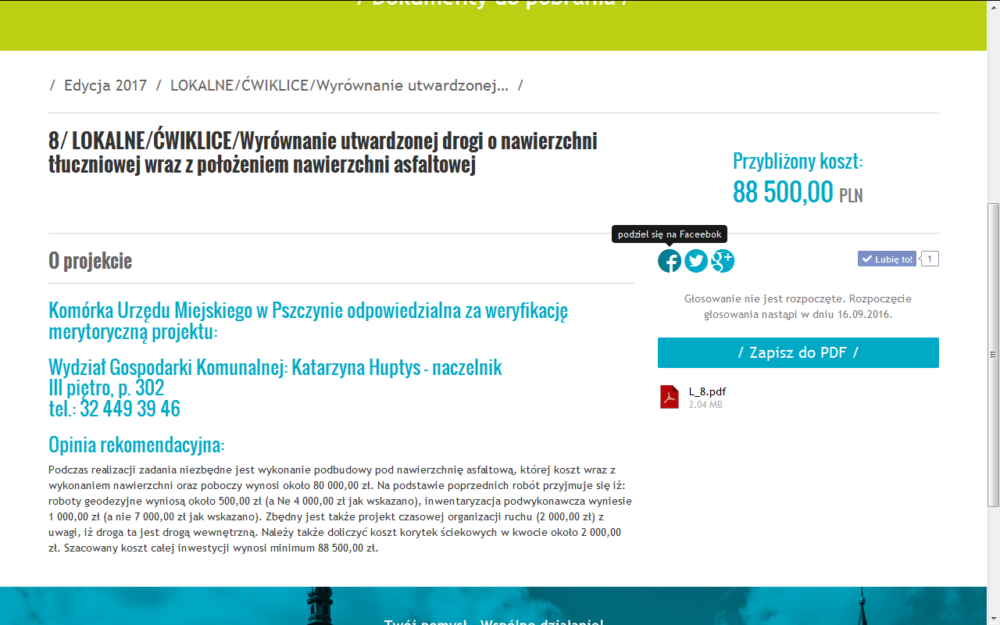 / Dokumenty do pobrania /
/ Edycja 2017 / LOKALNE/ĆWIKLICE/Wyrównanie utwardzonej... /
8/ LOKALNE/ĆWIKLICE/Wyrównanie utwardzonej drogi o nawierzchni
tłuczniowej wraz z położeniem nawierzchni asfaltowej
Przybliżony koszt:
88 500,00 PLN
podziel się na Faceebok
O projekcie
Lubię to! 1
Komórka Urzędu Miejskiego w Pszczynie odpowiedzialna za weryfikację
merytoryczną projektu:
Wydział Gospodarki Komunalnej: Katarzyna Huptys - naczelnik
III piętro, p. 302
tel.: 32 449 39 46
Opinia rekomendacyjna:
Podczas realizacji zadania niezbędne jest wykonanie podbudowy pod nawierzchnię asfaltową, której koszt wraz z
wykonaniem nawierzchni oraz poboczy wynosi około 80 000,00 zł. Na podstawie poprzednich robót przyjmuje się iż:
roboty geodezyjne wyniosą około 500,00 zł (a Ne 4 000,00 zł jak wskazano), inwentaryzacja podwykonawcza wyniesie
1 000,00 zł (a nie 7 000,00 zł jak wskazano). Zbędny jest także projekt czasowej organizacji ruchu (2 000,00 zł) z
uwagi, iż droga ta jest drogą wewnętrzną. Należy także doliczyć koszt korytek ściekowych w kwocie około 2 000,00
zł. Szacowany koszt całej inwestycji wynosi minimum 88 500,00 zł.
Głosowanie nie jest rozpoczęte. Rozpoczęcie
głosowania nastąpi w dniu 16.09.2016.
/ Zapisz do PDF /
L_8.pdf
2.04 MB
Twój pomysł - Wspólne działanie!